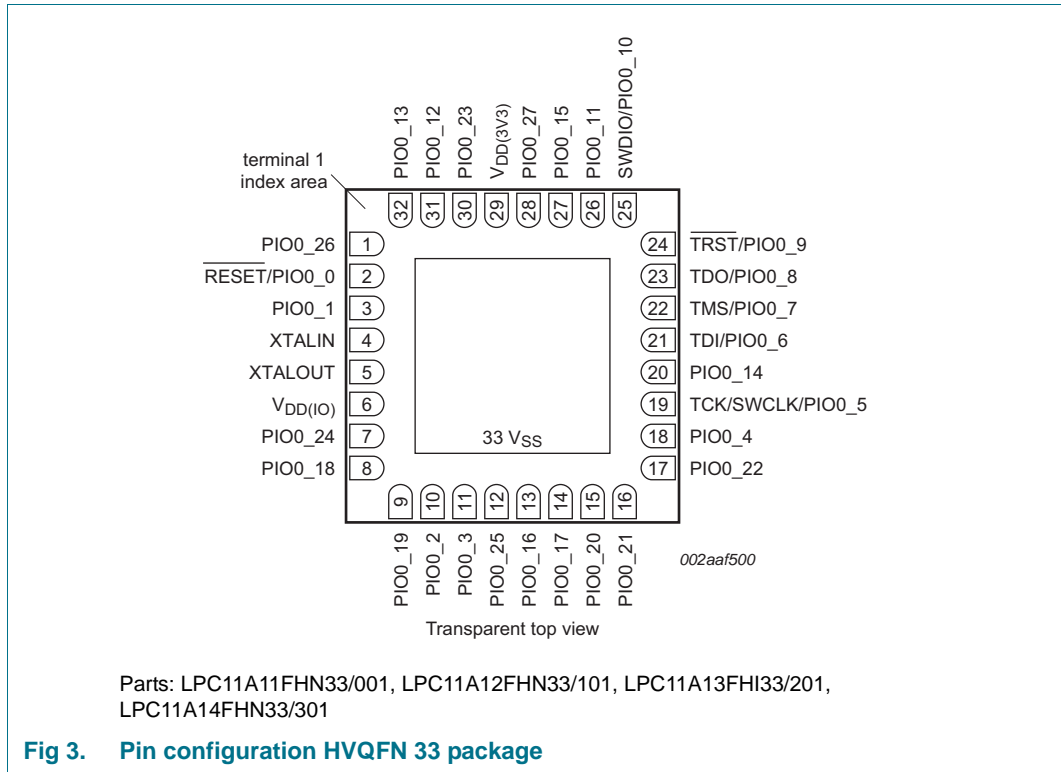 SWDIO/PIO0_10
PIO0_11
PIO0_15
PIO0_27
VDD(3V3)
PIO0_23
PIO0_12
PIO0_13
terminal 1
index area
32 31 30 29 28 27 26 25
PIO0_26 1 24 TRST/PIO0_9
RESET/PIO0_0 2 23 TDO/PIO0_8
PIO0_1 3 22 TMS/PIO0_7
XTALIN 4 21 TDI/PIO0_6
XTALOUT 5 20 PIO0_14
VDD(IO) 6 19 TCK/SWCLK/PIO0_5
PIO0_24 7 33 VSS 18 PIO0_4
PIO0_18 8 17 PIO0_22
9 10 11 12 13 14 15 16
PIO0_19
PIO0_2
PIO0_3
PIO0_25
PIO0_16
PIO0_17
PIO0_20
PIO0_21
002aaf500
Transparent top view
Parts: LPC11A11FHN33/001, LPC11A12FHN33/101, LPC11A13FHI33/201,
LPC11A14FHN33/301
Fig 3. Pin configuration HVQFN 33 package